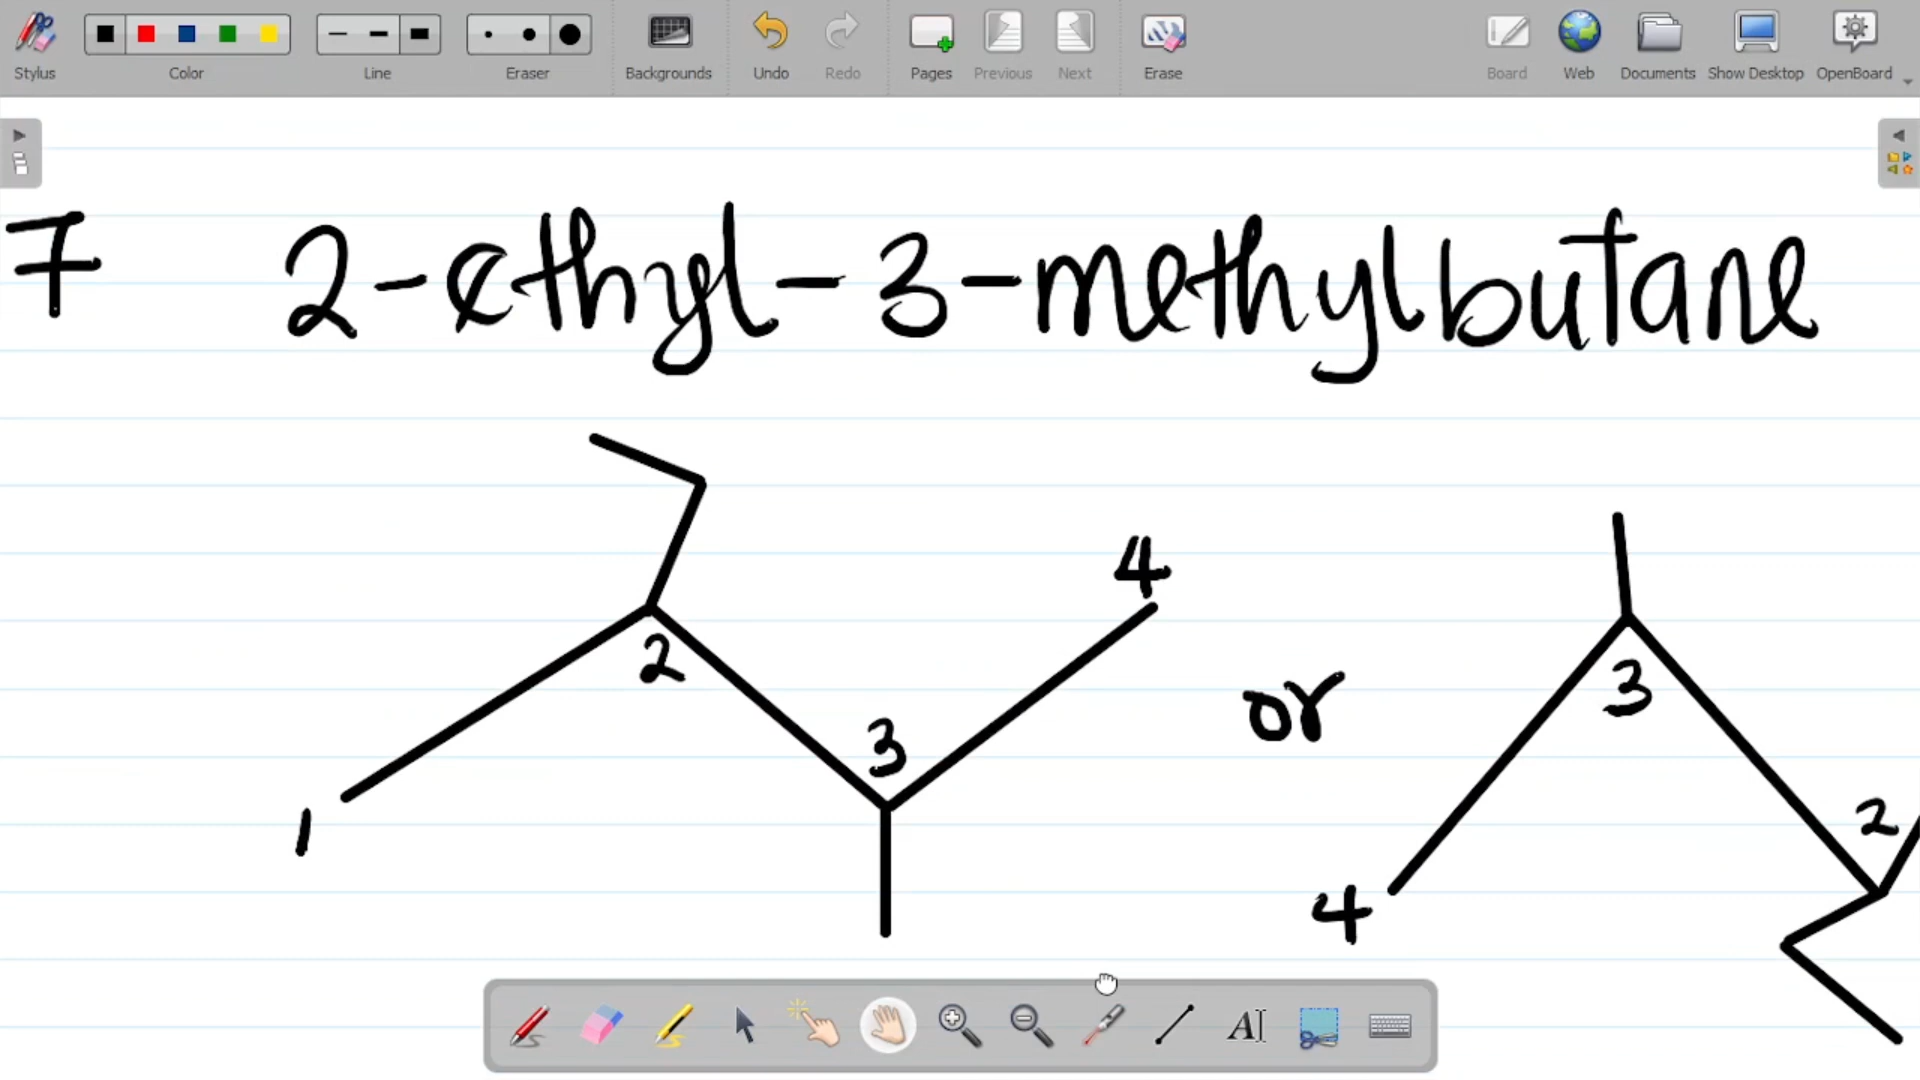 Stylus Color Line Eraser Backgrounds Undo Redo Pages Previous Next Erase Board Web Documents Show Desktop OpenBoard
7 2-ethyl-3-methylbutane
4
2
3
1
or
3
2
4
A